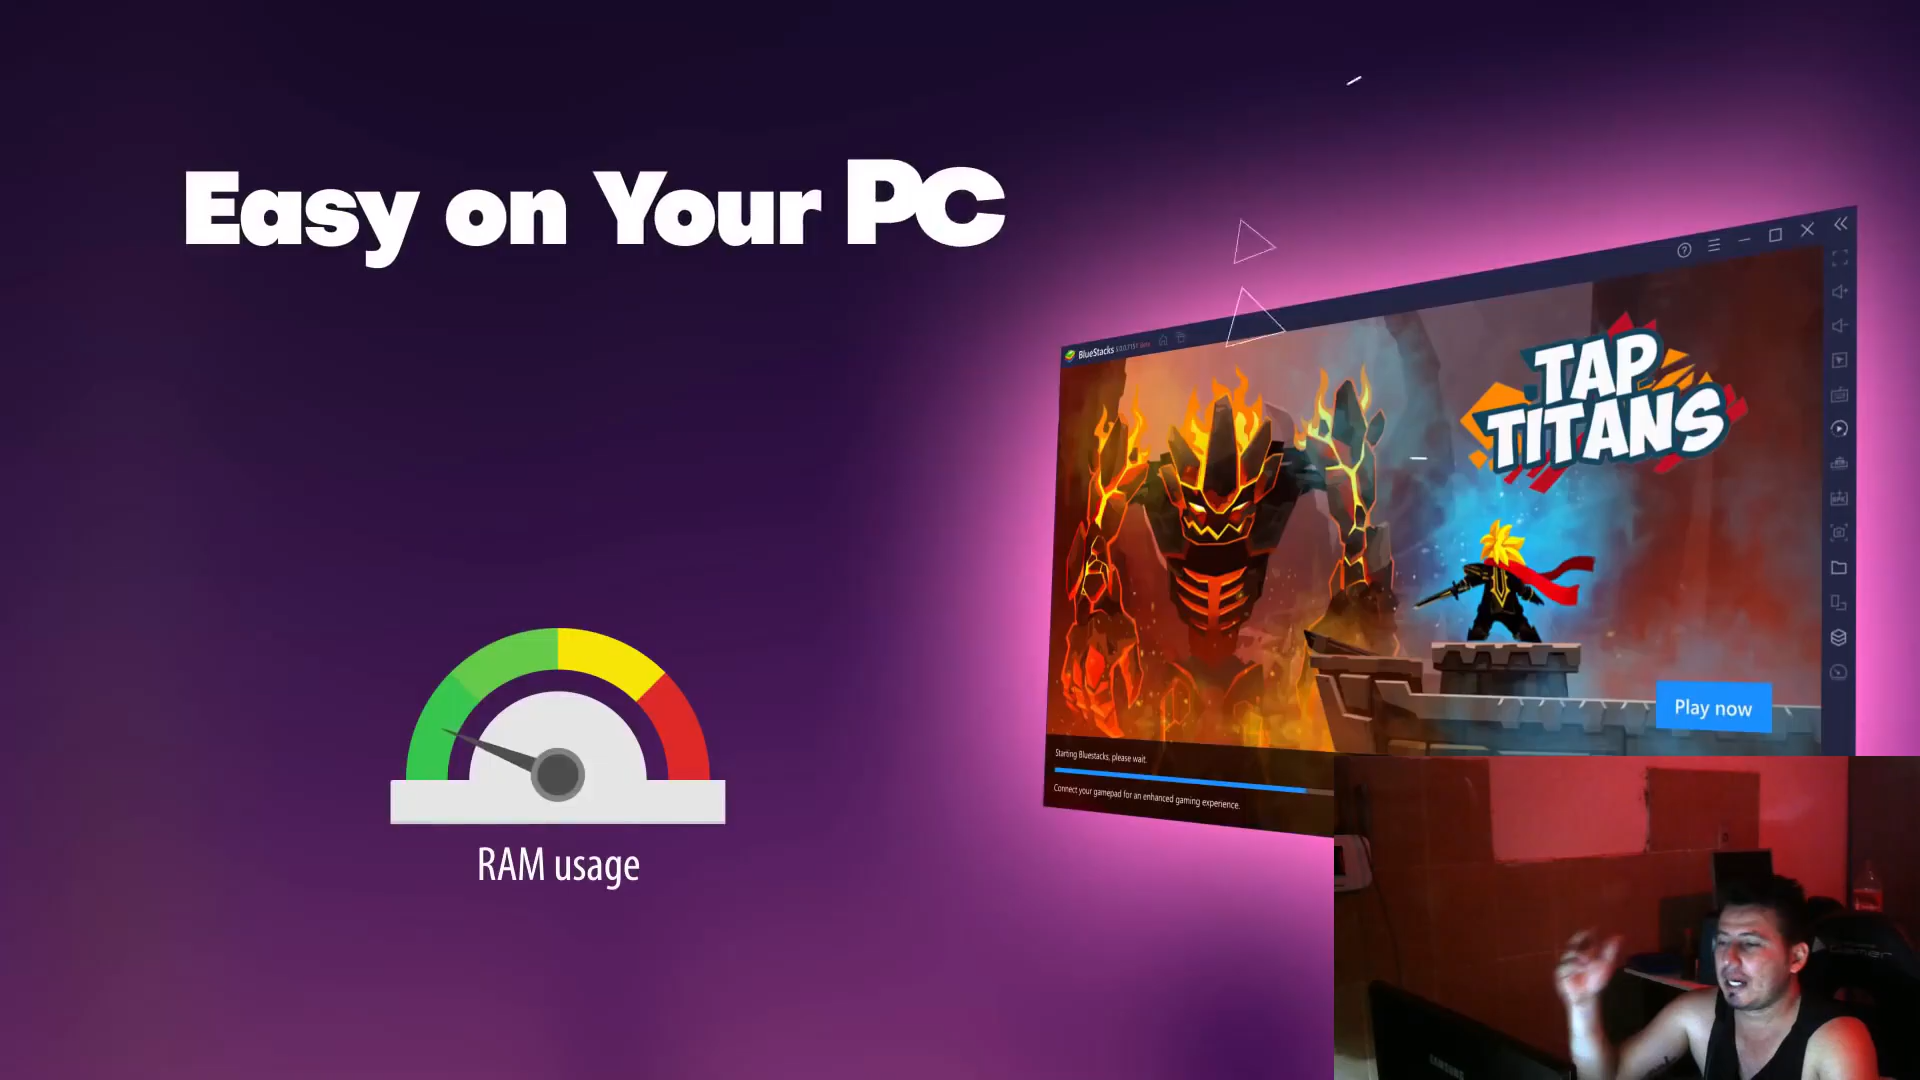 Easy on Your PC
BlueStacks
TAP
TITANS
Play now
Starting Bluestacks, please wait.
Connect your gamepad for an enhanced gaming experience.
RAM usage
SAMSUNG